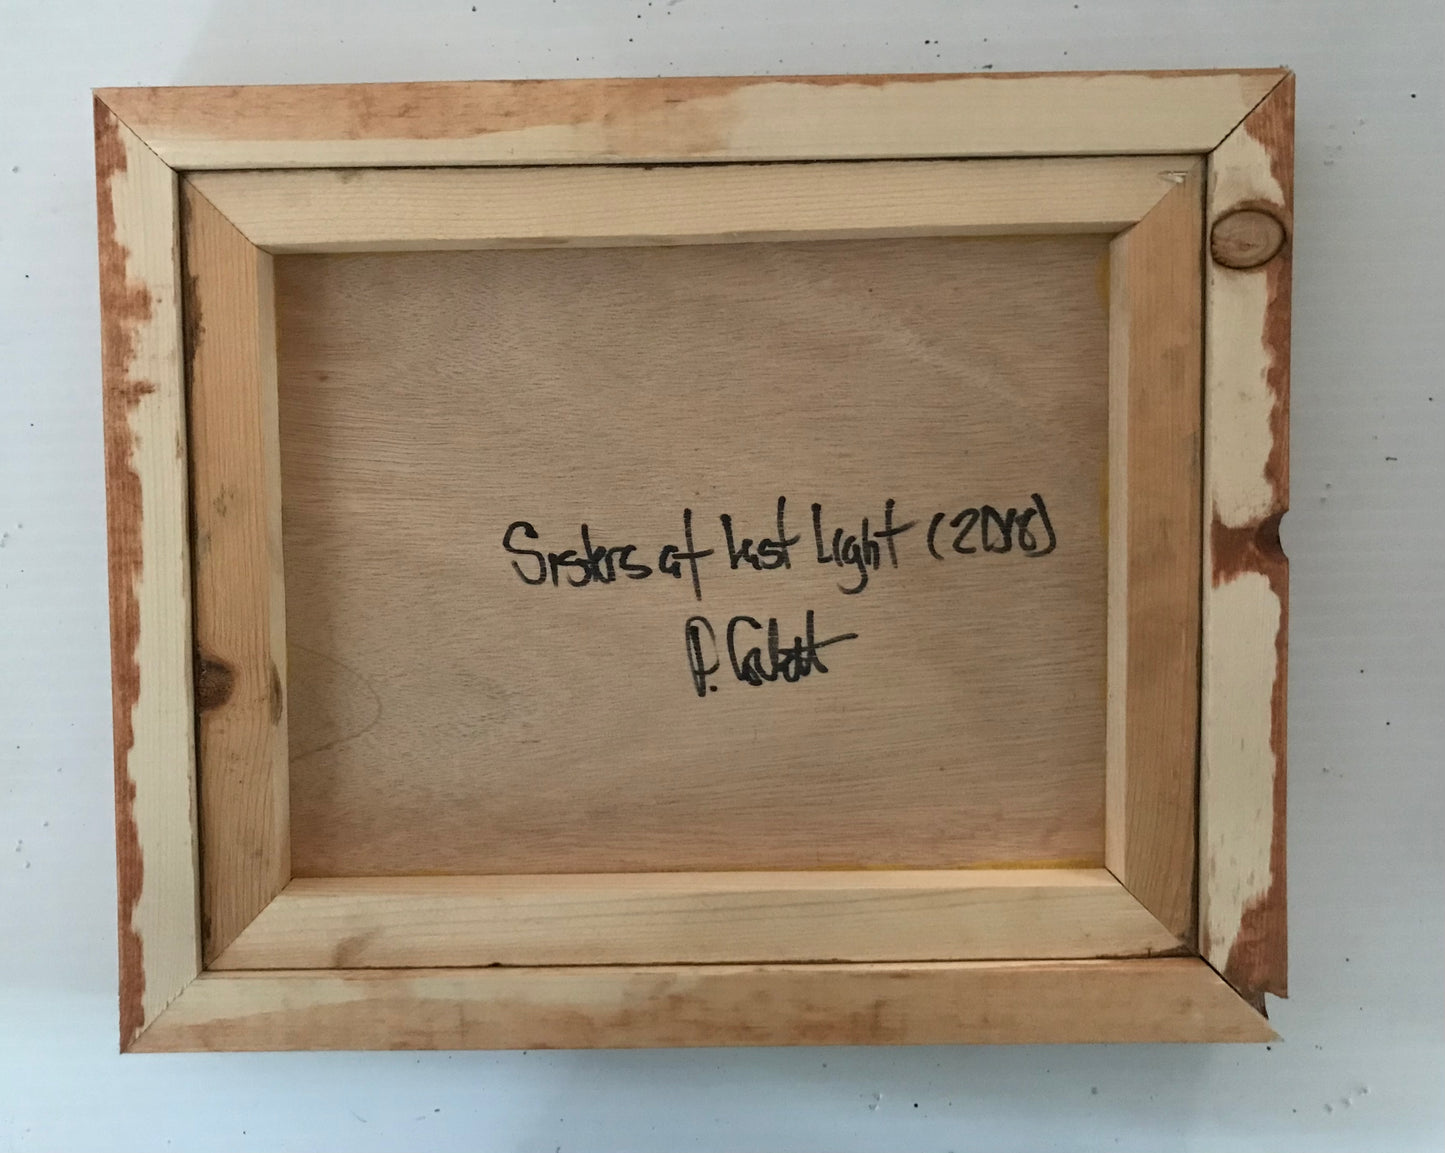 Sisters at Last Light (2018)
P.